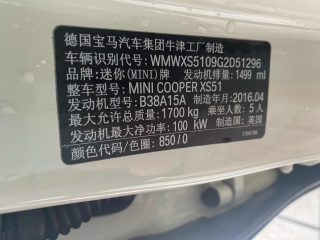 德国宝马汽车集团牛津工厂制造
车辆识别代号: WMWXS5109G2D51296
品牌: 迷你(MINI)牌 发动机排量: 1499 ml
整车型号: MINI COOPER XS51
发动机型号: B38A15A 制造年月: 2016.04
最大允许总质量: 1700 kg 乘坐人数: 5 人
发动机最大净功率: 100 kW 制造国: 英国
颜色代码/色圈: 850/0